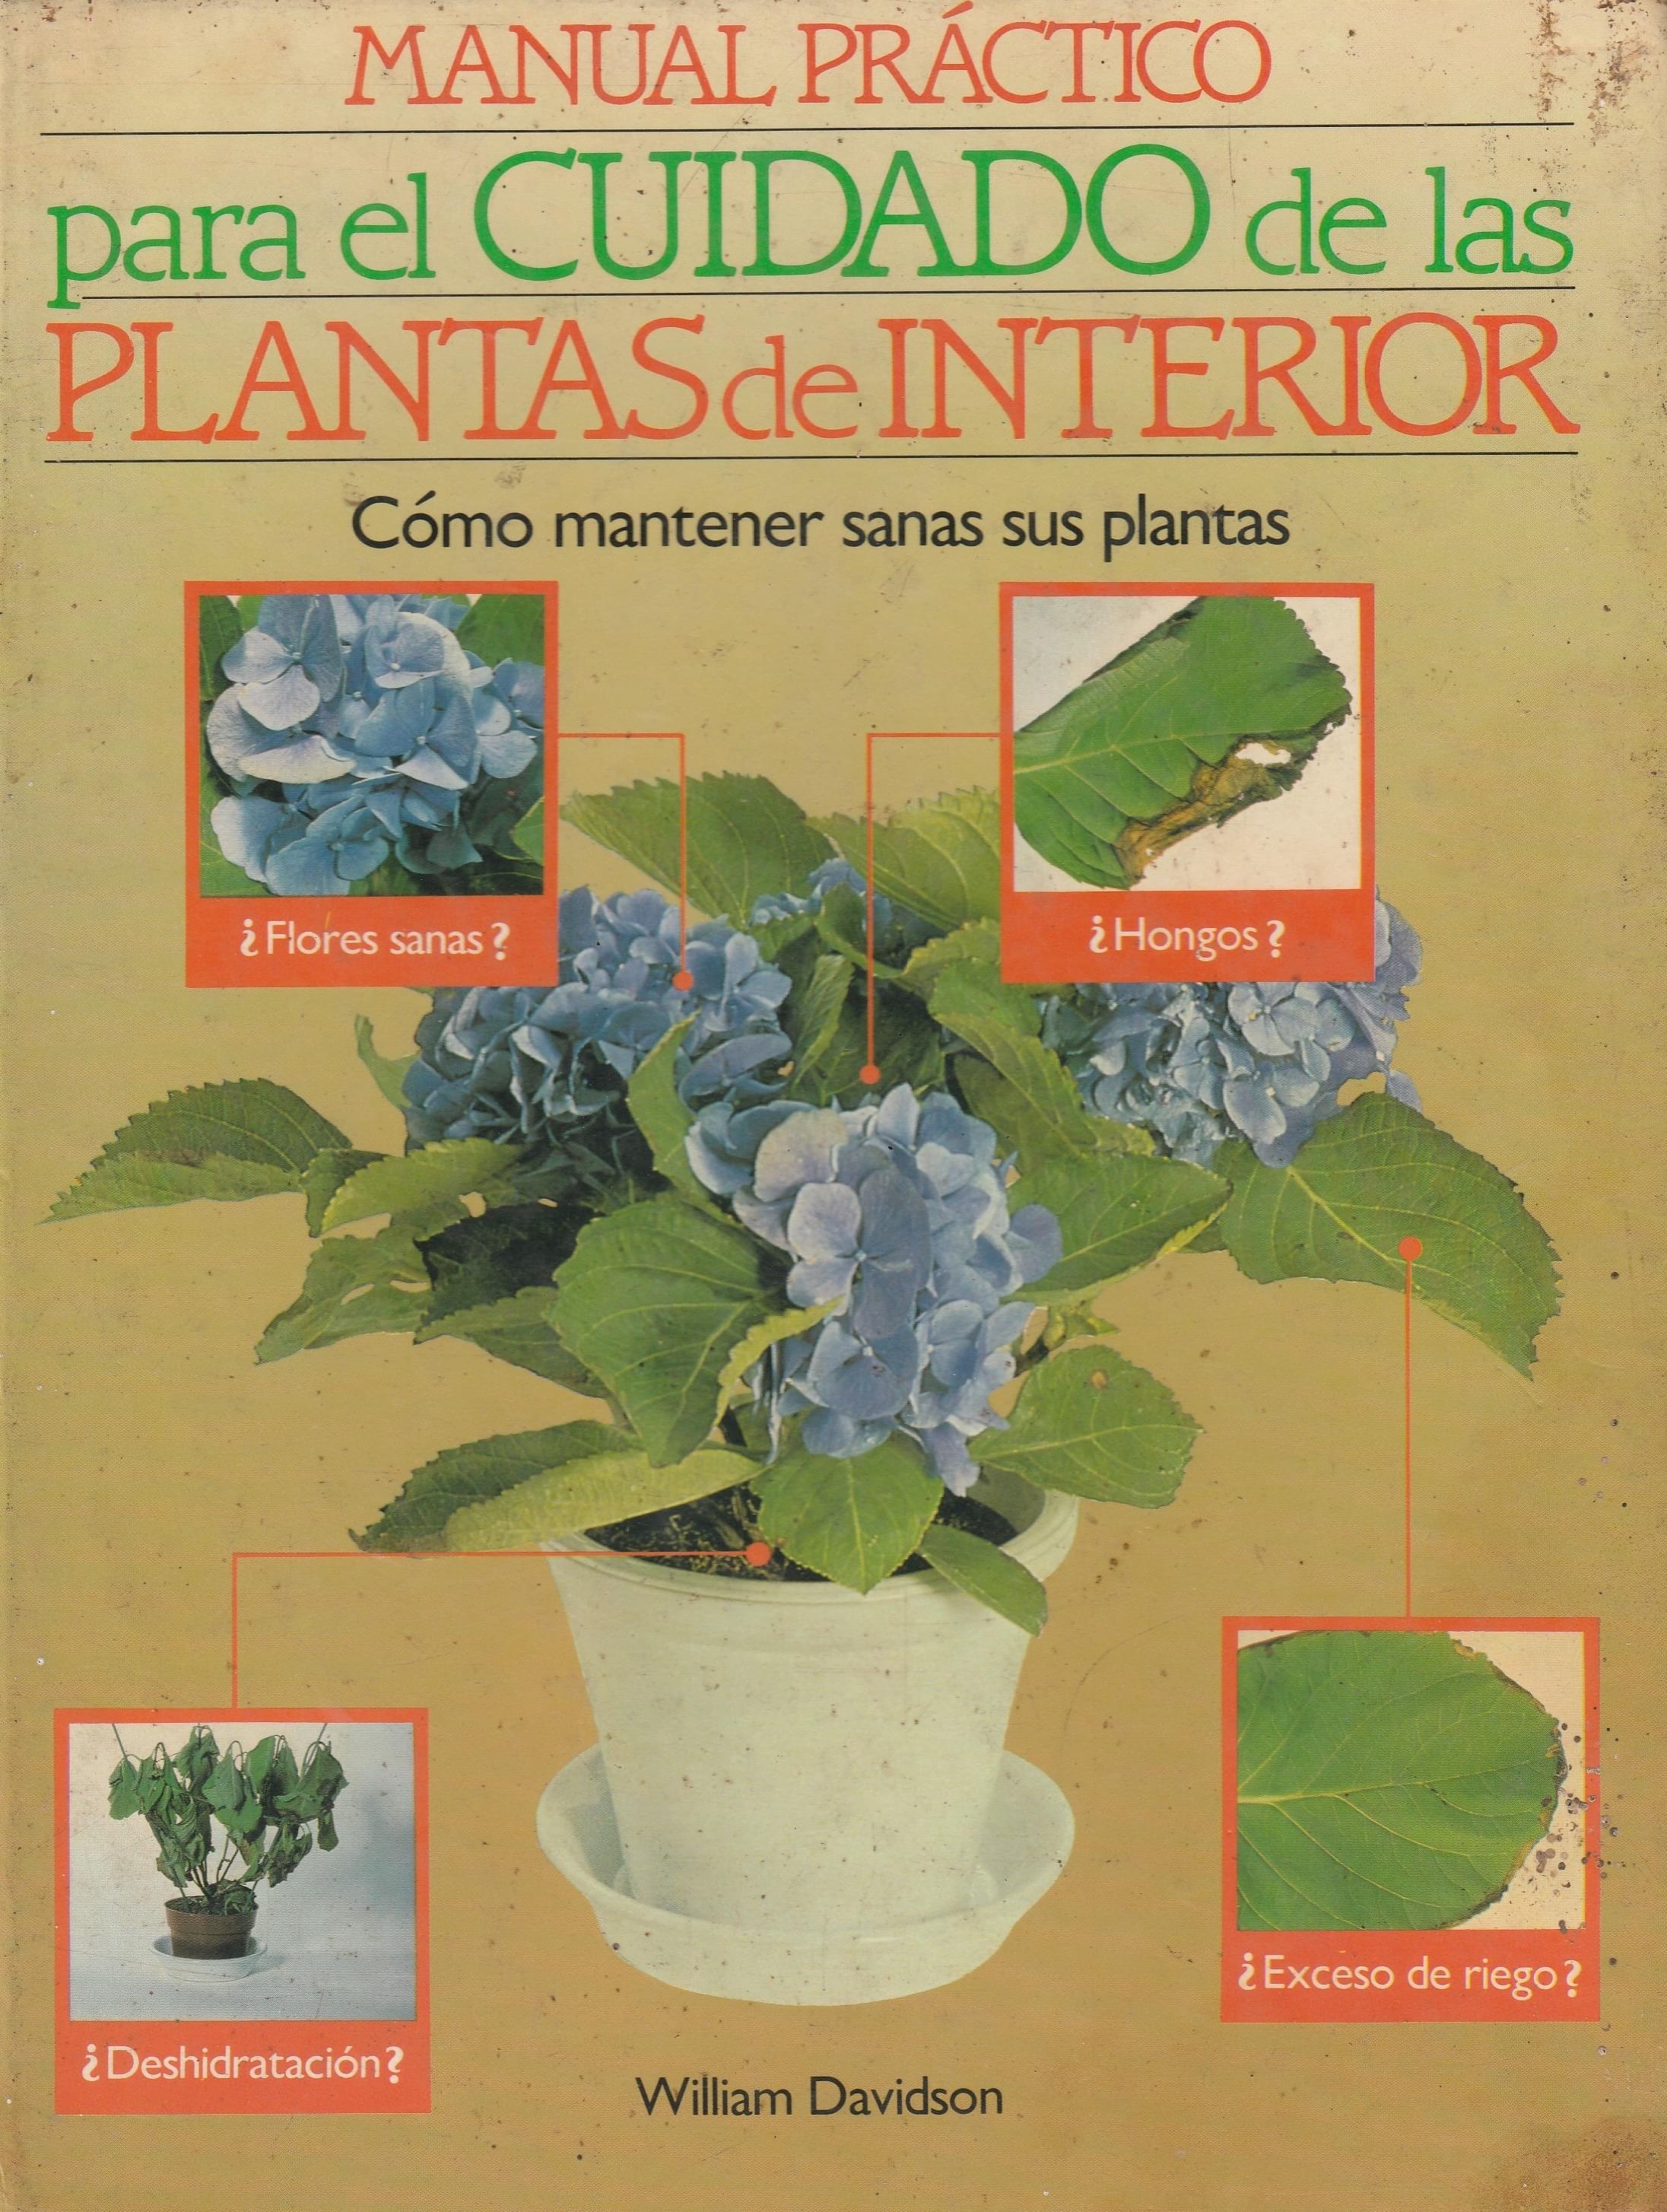 MANUAL PRÁCTICO
para el CUIDADO de las
PLANTAS de INTERIOR
Cómo mantener sanas sus plantas
¿Flores sanas?
¿Hongos?
¿Exceso de riego?
¿Deshidratación?
William Davidson